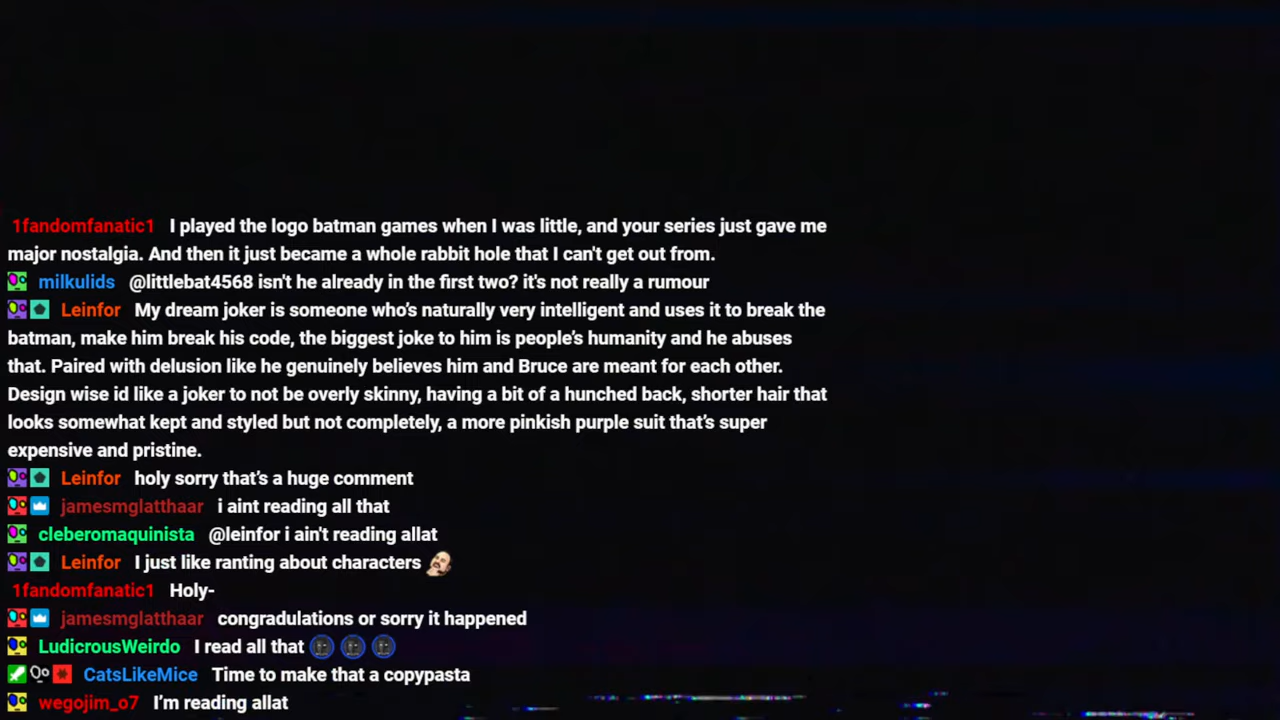 1fandomfanatic1 I played the logo batman games when I was little, and your series just gave me
major nostalgia. And then it just became a whole rabbit hole that I can't get out from.
milkulids @littlebat4568 isn't he already in the first two? it's not really a rumour
Leinfor My dream joker is someone who’s naturally very intelligent and uses it to break the
batman, make him break his code, the biggest joke to him is people’s humanity and he abuses
that. Paired with delusion like he genuinely believes him and Bruce are meant for each other.
Design wise id like a joker to not be overly skinny, having a bit of a hunched back, shorter hair that
looks somewhat kept and styled but not completely, a more pinkish purple suit that’s super
expensive and pristine.
Leinfor holy sorry that’s a huge comment
jamesmglatthaar i aint reading all that
cleberomaquinista @leinfor i ain't reading allat
Leinfor I just like ranting about characters
1fandomfanatic1 Holy-
jamesmglatthaar congradulations or sorry it happened
LudicrousWeirdo I read all that
CatsLikeMice Time to make that a copypasta
wegojim_o7 I’m reading allat